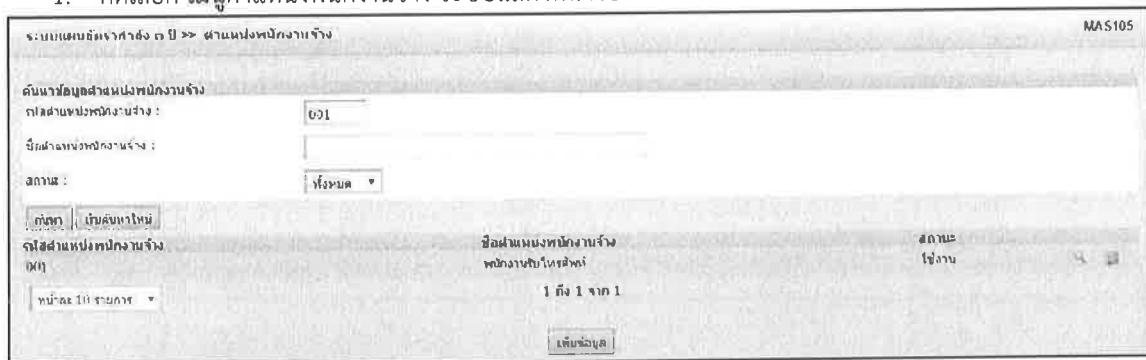 ระบบแผนอัตรากำลัง ๓ ปี >> ตำแหน่งพนักงานจ้าง
MAS105
ค้นหาข้อมูลตำแหน่งพนักงานจ้าง
รหัสตำแหน่งพนักงานจ้าง :
001
ชื่อตำแหน่งพนักงานจ้าง :
สถานะ :
ทั้งหมด
ค้นหา
เริ่มค้นหาใหม่
รหัสตำแหน่งพนักงานจ้าง
ชื่อตำแหน่งพนักงานจ้าง
สถานะ
001
พนักงานรับโทรศัพท์
ใช้งาน
หน้าละ 10 รายการ
1 ถึง 1 จาก 1
เพิ่มข้อมูล